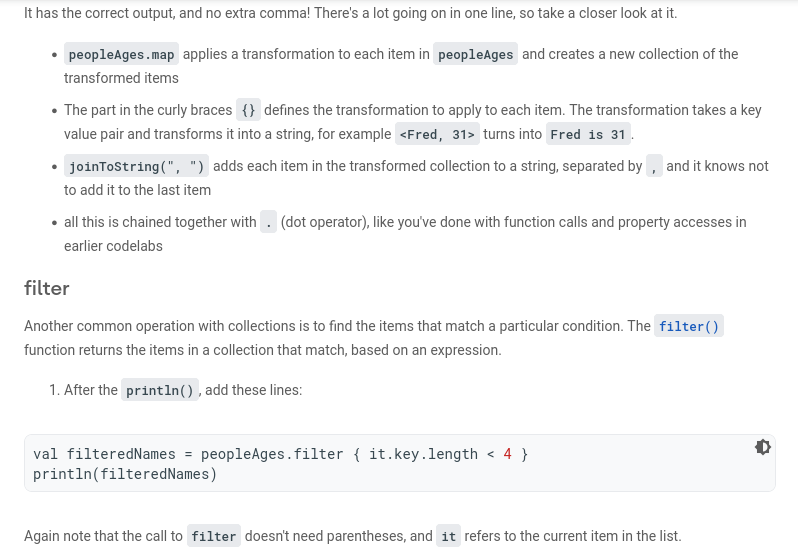 It has the correct output, and no extra comma! There's a lot going on in one line, so take a closer look at it.
• peopleAges.map applies a transformation to each item in peopleAges and creates a new collection of the
transformed items
• The part in the curly braces {} defines the transformation to apply to each item. The transformation takes a key
value pair and transforms it into a string, for example <Fred, 31> turns into Fred is 31.
• joinToString(", ") adds each item in the transformed collection to a string, separated by , and it knows not
to add it to the last item
• all this is chained together with . (dot operator), like you've done with function calls and property accesses in
earlier codelabs
filter
Another common operation with collections is to find the items that match a particular condition. The filter()
function returns the items in a collection that match, based on an expression.
1. After the println(), add these lines:
val filteredNames = peopleAges.filter { it.key.length < 4 }
println(filteredNames)
Again note that the call to filter doesn't need parentheses, and it refers to the current item in the list.